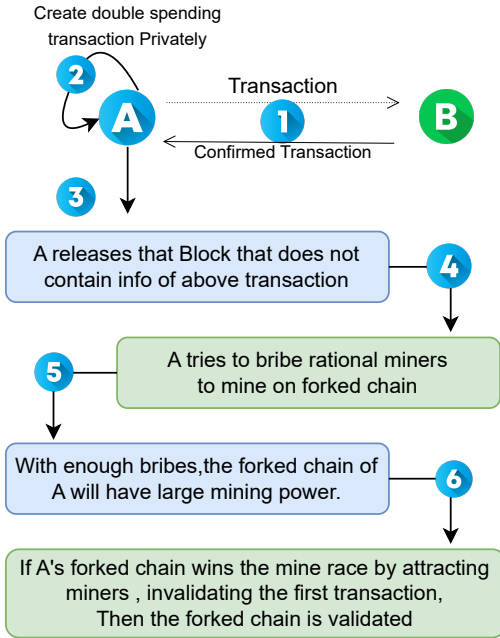 Create double spending
transaction Privately
2
A
Transaction
1
B
Confirmed Transaction
3
A releases that Block that does not
contain info of above transaction
4
A tries to bribe rational miners
to mine on forked chain
5
With enough bribes,the forked chain of
A will have large mining power.
6
If A's forked chain wins the mine race by attracting
miners , invalidating the first transaction,
Then the forked chain is validated